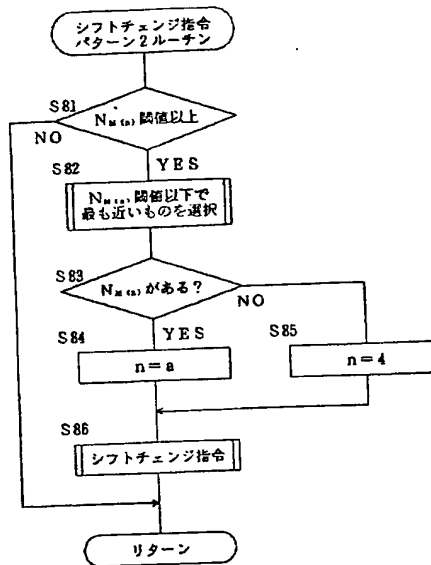 シフトチェンジ指令
パターン2ルーチン
S81
NM(n) 閾値以上
NO
YES
S82
NM(n) 閾値以下で
最も近いものを選択
S83
NM(a)がある?
NO
S84
YES
S85
n=a
n=4
S86
シフトチェンジ指令
リターン